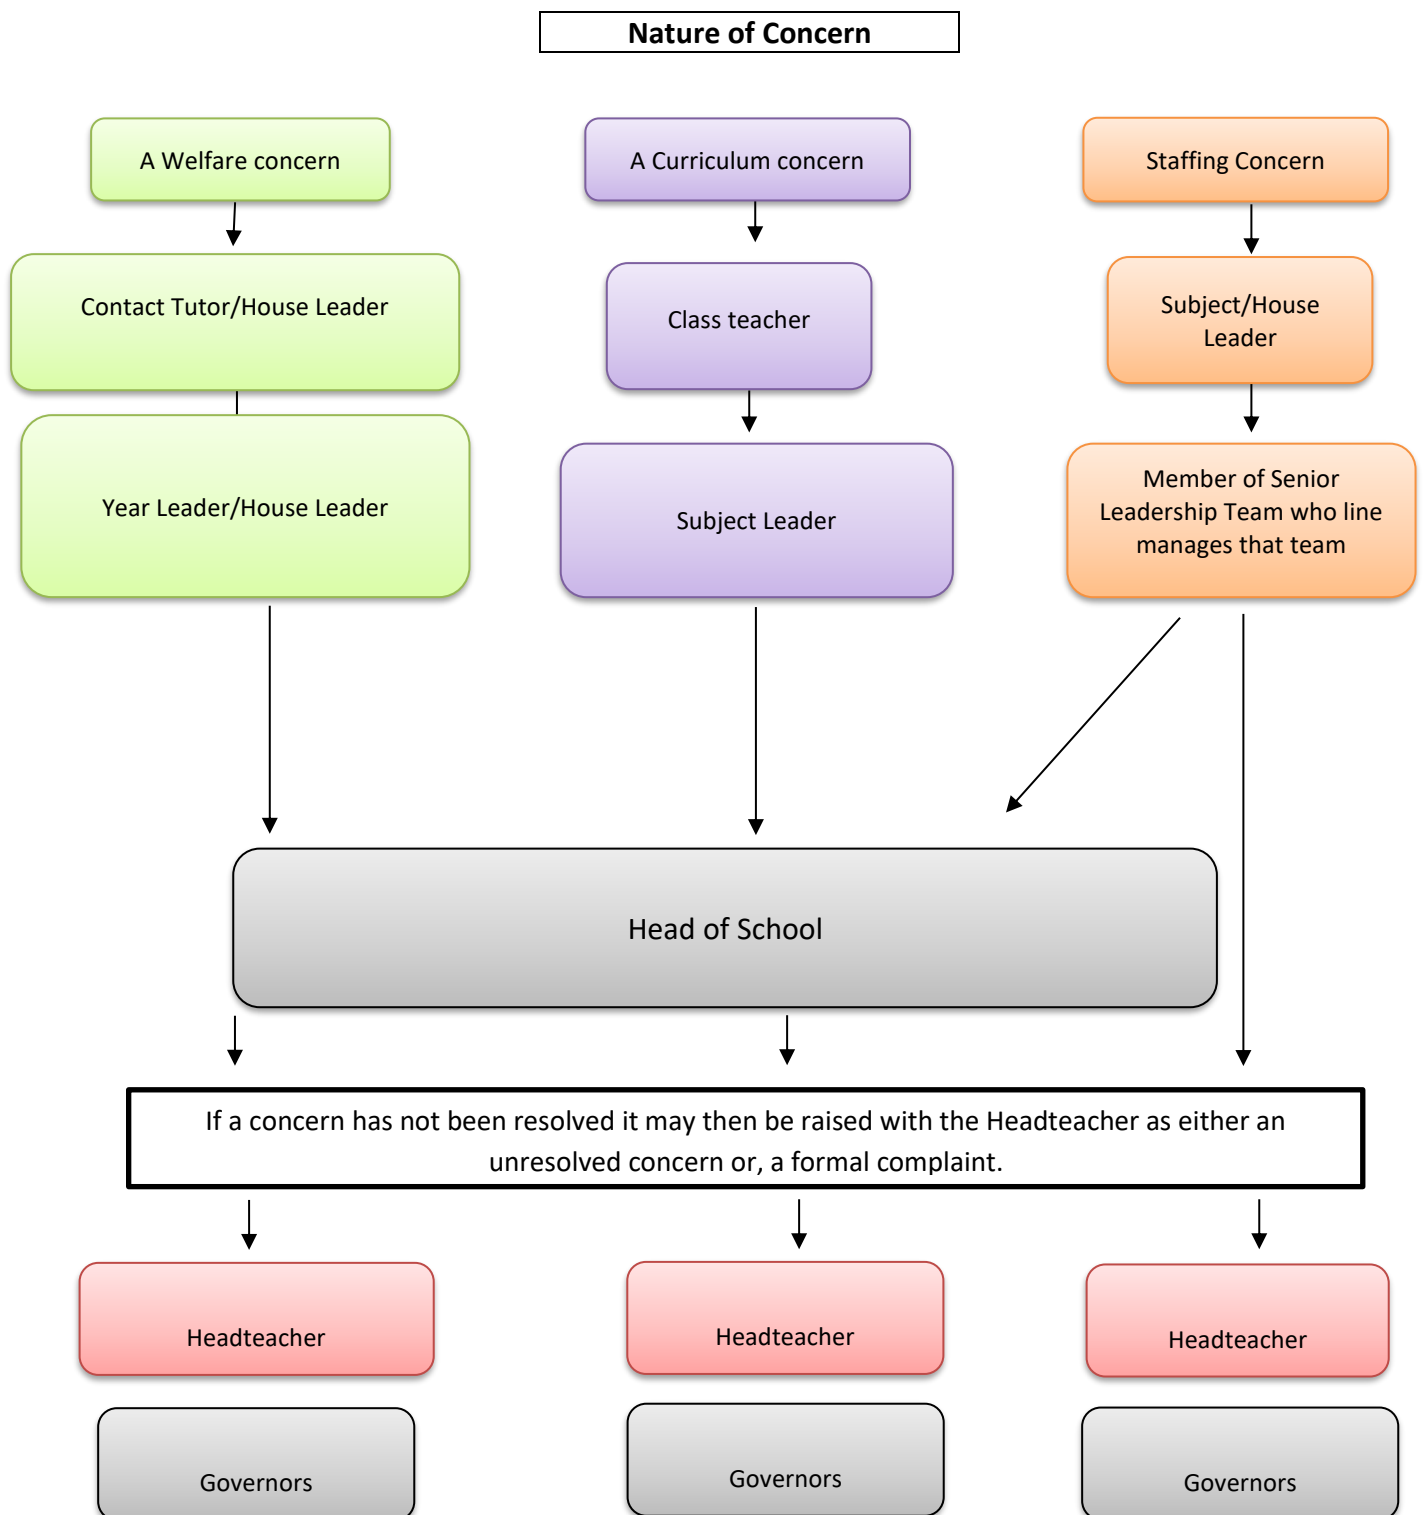 Nature of Concern
A Welfare concern
A Curriculum concern
Staffing Concern
Contact Tutor/House Leader
Class teacher
Subject/House
Leader
Year Leader/House Leader
Subject Leader
Member of Senior
Leadership Team who line
manages that team
Head of School
If a concern has not been resolved it may then be raised with the Headteacher as either an
unresolved concern or, a formal complaint.
Headteacher
Headteacher
Headteacher
Governors
Governors
Governors